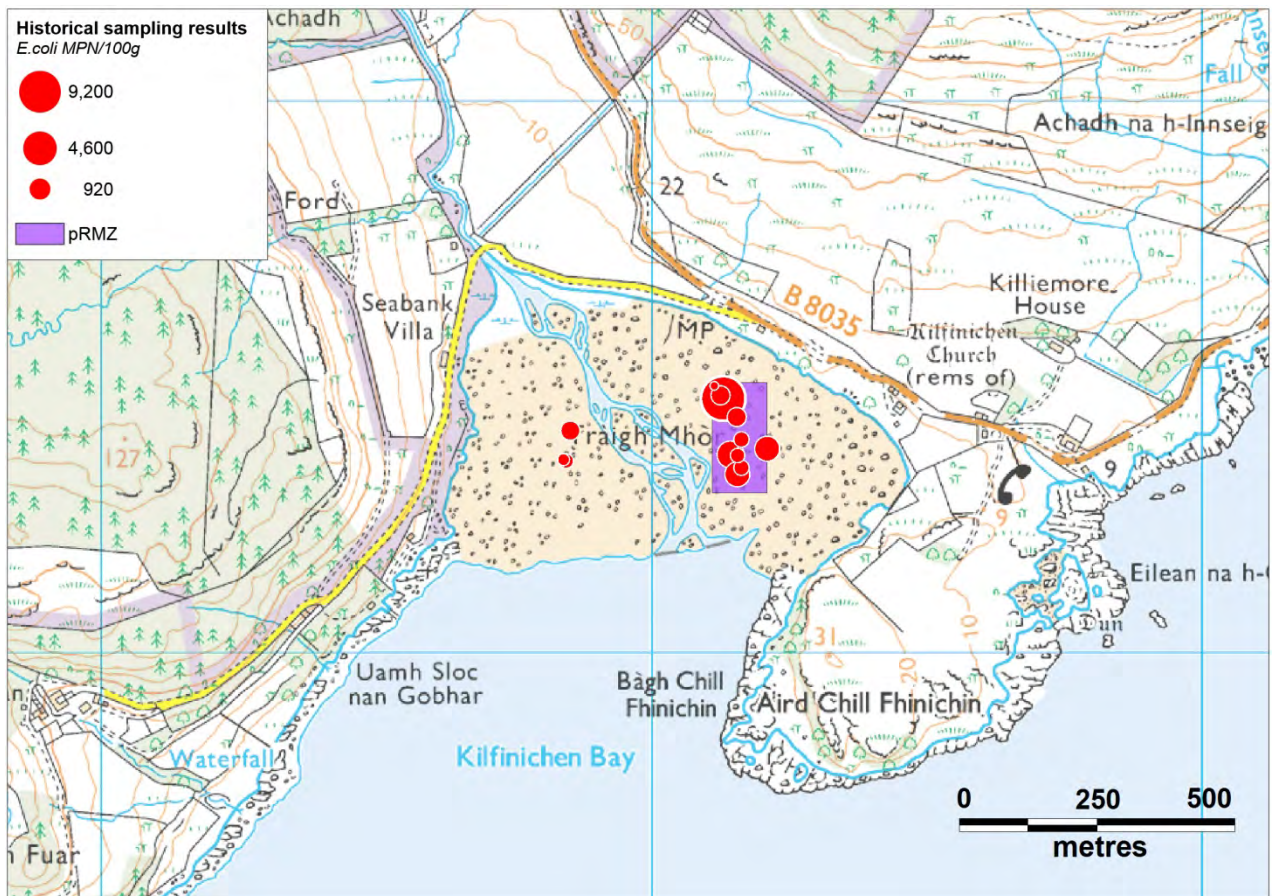 Historical sampling results
E.coli MPN/100g
9,200
4,600
920
pRMZ
Achadh
50
Fall
Achadh na h-Innseig
10
22
Ford
Killiemore
House
Seabank
Villa
B 8035
MP
Kilfinichen
Church
(rems of)
Traigh Mhor
127
9
9
Eilean na h-
Dun
31
10
20
Uamh Sloc
nan Gobhar
Bàgh Chill
Fhinichin
Aird Chill Fhinichin
Waterfall
Kilfinichen Bay
0 250 500
metres
n Fuar